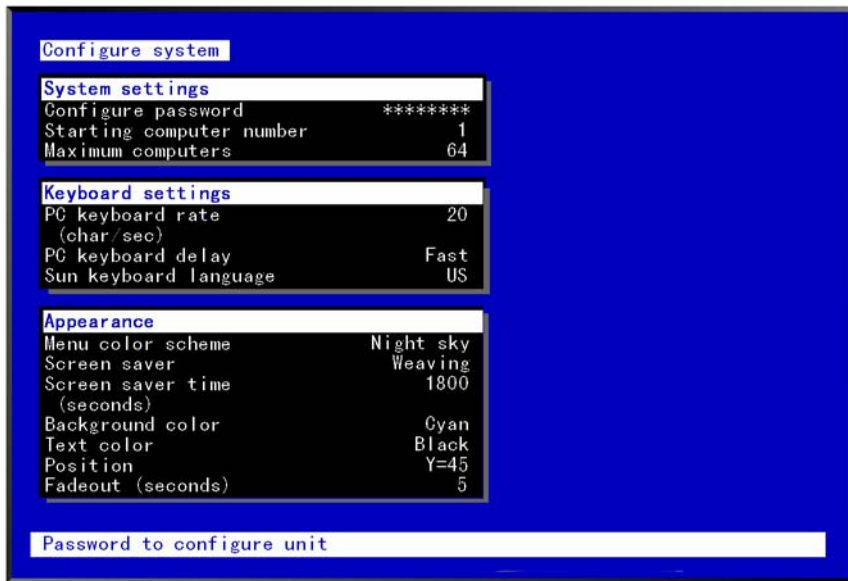 Configure system
System settings
Configure password ********
Starting computer number 1
Maximum computers 64
Keyboard settings
PC keyboard rate 20
(char/sec)
PC keyboard delay Fast
Sun keyboard language US
Appearance
Menu color scheme Night sky
Screen saver Weaving
Screen saver time 1800
(seconds)
Background color Cyan
Text color Black
Position Y=45
Fadeout (seconds) 5
Password to configure unit